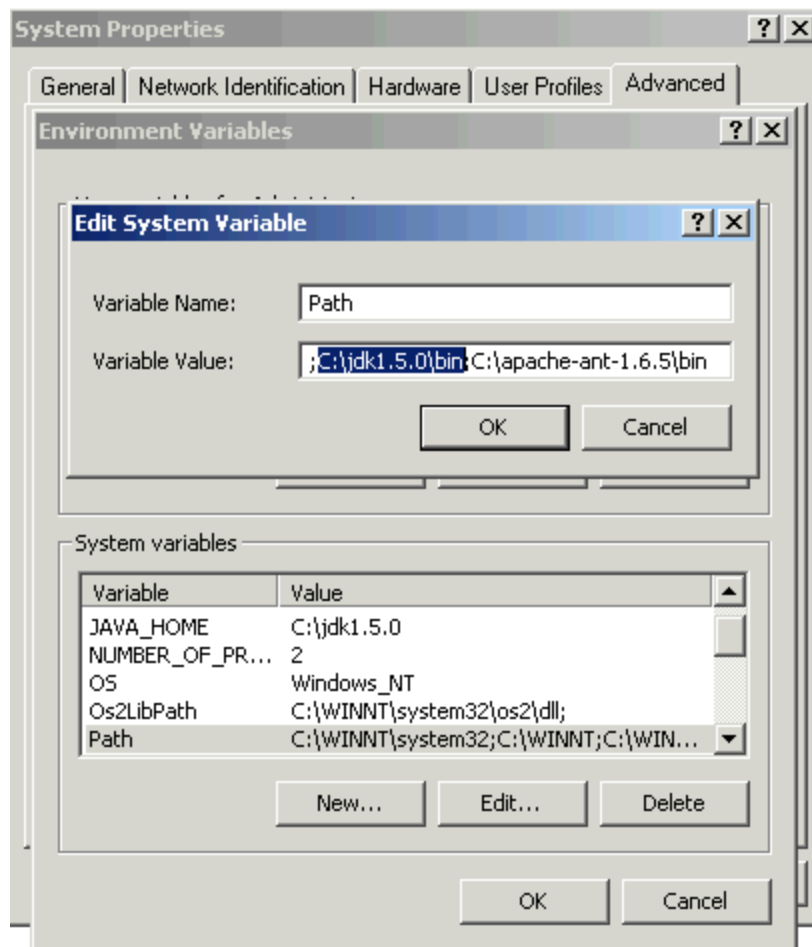 System Properties
General Network Identification Hardware User Profiles Advanced
Environment Variables
Edit System Variable
Variable Name: Path
Variable Value: ;C:\jdk1.5.0\bin;C:\apache-ant-1.6.5\bin
OK Cancel
System variables
Variable Value
JAVA_HOME C:\jdk1.5.0
NUMBER_OF_PR... 2
OS Windows_NT
Os2LibPath C:\WINNT\system32\os2\dll;
Path C:\WINNT\system32;C:\WINNT;C:\WIN...
New... Edit... Delete
OK Cancel